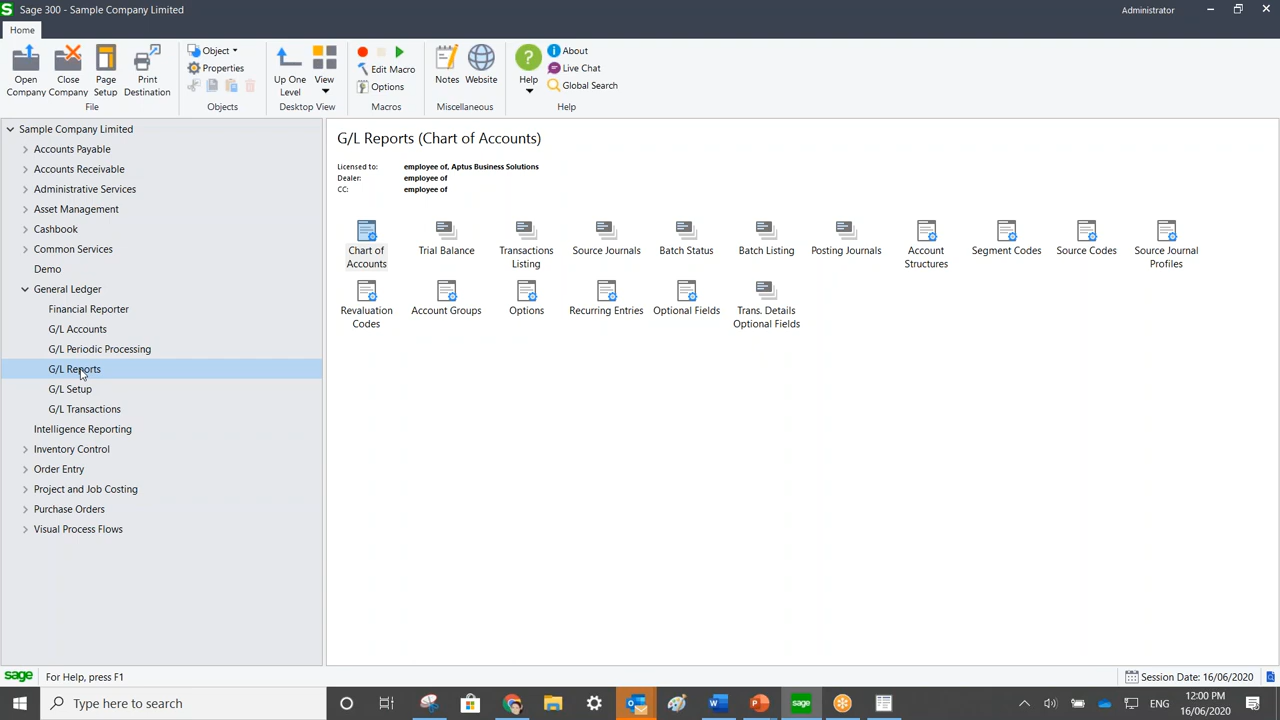 Sage 300 - Sample Company Limited
Administrator
Home
Open Company
Close Company
Page Setup
Print Destination
File
Object
Properties
Objects
Up One Level
View
Desktop View
Edit Macro
Options
Macros
Notes
Website
Miscellaneous
Help
About
Live Chat
Global Search
Help
Sample Company Limited
Accounts Payable
Accounts Receivable
Administrative Services
Asset Management
Cashbook
Common Services
Demo
General Ledger
Financial Reporter
G/L Accounts
G/L Periodic Processing
G/L Reports
G/L Setup
G/L Transactions
Intelligence Reporting
Inventory Control
Order Entry
Project and Job Costing
Purchase Orders
Visual Process Flows
G/L Reports (Chart of Accounts)
Licensed to: employee of, Aptus Business Solutions
Dealer: employee of
CC: employee of
Chart of Accounts
Trial Balance
Transactions Listing
Source Journals
Batch Status
Batch Listing
Posting Journals
Account Structures
Segment Codes
Source Codes
Source Journal Profiles
Revaluation Codes
Account Groups
Options
Recurring Entries
Optional Fields
Trans. Details Optional Fields
sage For Help, press F1
Session Date: 16/06/2020
Type here to search
sage
ENG
12:00 PM
16/06/2020